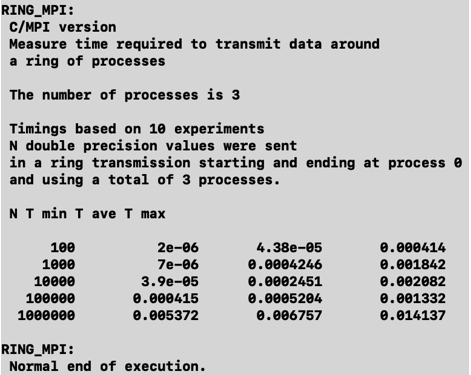 RING_MPI:
C/MPI version
Measure time required to transmit data around
a ring of processes
The number of processes is 3
Timings based on 10 experiments
N double precision values were sent
in a ring transmission starting and ending at process 0
and using a total of 3 processes.
N T min T ave T max
100 2e-06 4.38e-05 0.000414
1000 7e-06 0.0004246 0.001842
10000 3.9e-05 0.0002451 0.002082
100000 0.000415 0.0005204 0.001332
1000000 0.005372 0.006757 0.014137
RING_MPI:
Normal end of execution.